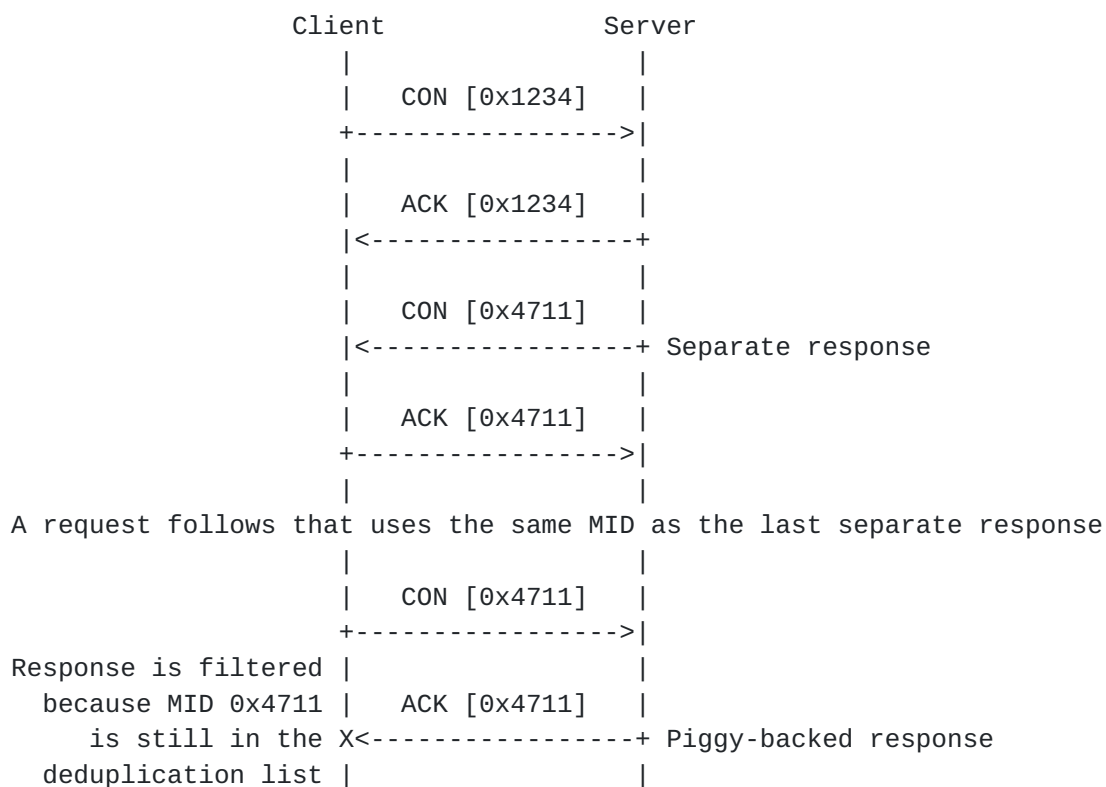 Client Server
CON [0x1234]
ACK [0x1234]
CON [0x4711]
Separate response
ACK [0x4711]
A request follows that uses the same MID as the last separate response
CON [0x4711]
Response is filtered
because MID 0x4711 ACK [0x4711]
is still in the X Piggy-backed response
deduplication list